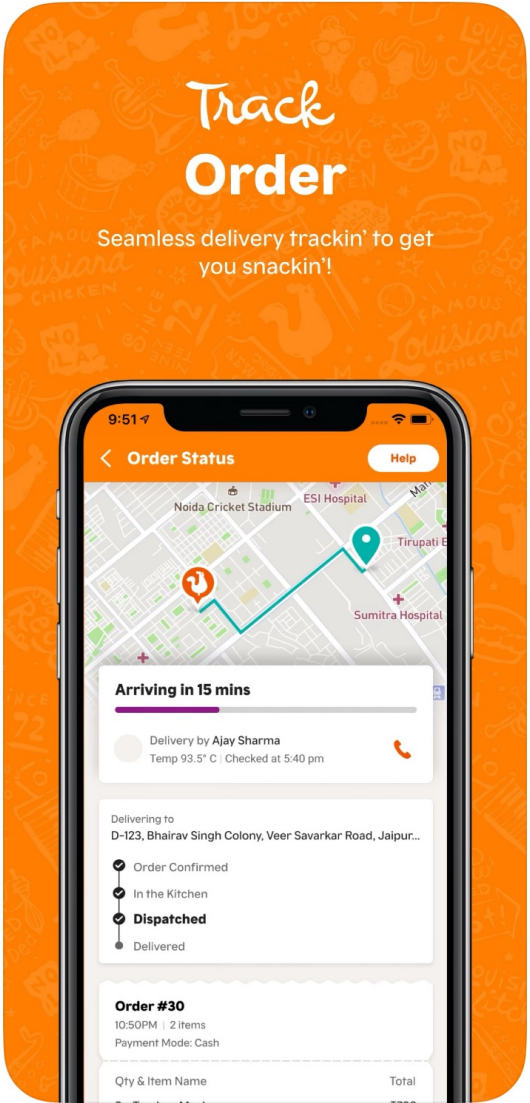 Track
Order
Seamless delivery trackin' to get
you snackin'!
9:51
Order Status
Help
Noida Cricket Stadium
ESI Hospital
Tirupati
Sumitra Hospital
Arriving in 15 mins
Delivery by Ajay Sharma
Temp 93.5° C | Checked at 5:40 pm
Delivering to
D-123, Bhairav Singh Colony, Veer Savarkar Road, Jaipur...
Order Confirmed
In the Kitchen
Dispatched
Delivered
Order #30
10:50PM | 2 items
Payment Mode: Cash
Qty & Item Name
Total